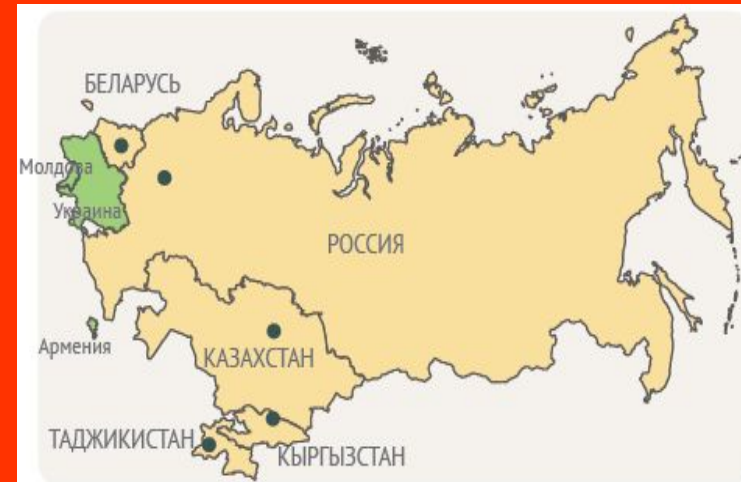 БЕЛАРУСЬ
Молдова
Украина
РОССИЯ
Армения
КАЗАХСТАН
ТАДЖИКИСТАН
КЫРГЫЗСТАН